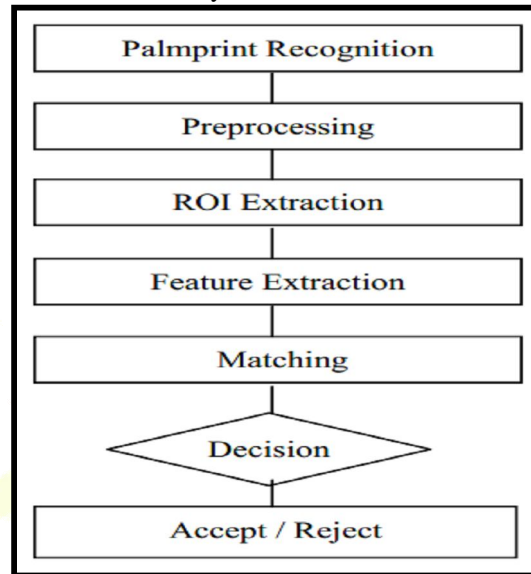 Palmprint Recognition
Preprocessing
ROI Extraction
Feature Extraction
Matching
Decision
Accept / Reject